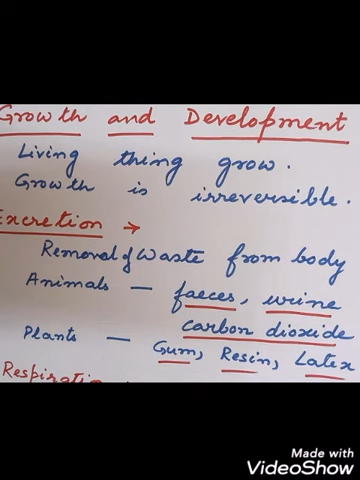 Growth and Development
Living thing grow.
Growth is irreversible.
Excretion →
Removal of Waste from body
Animals — faeces, urine
carbon dioxide
Plants — Gum, Resin, Latex
Respiration
Made with
VideoShow